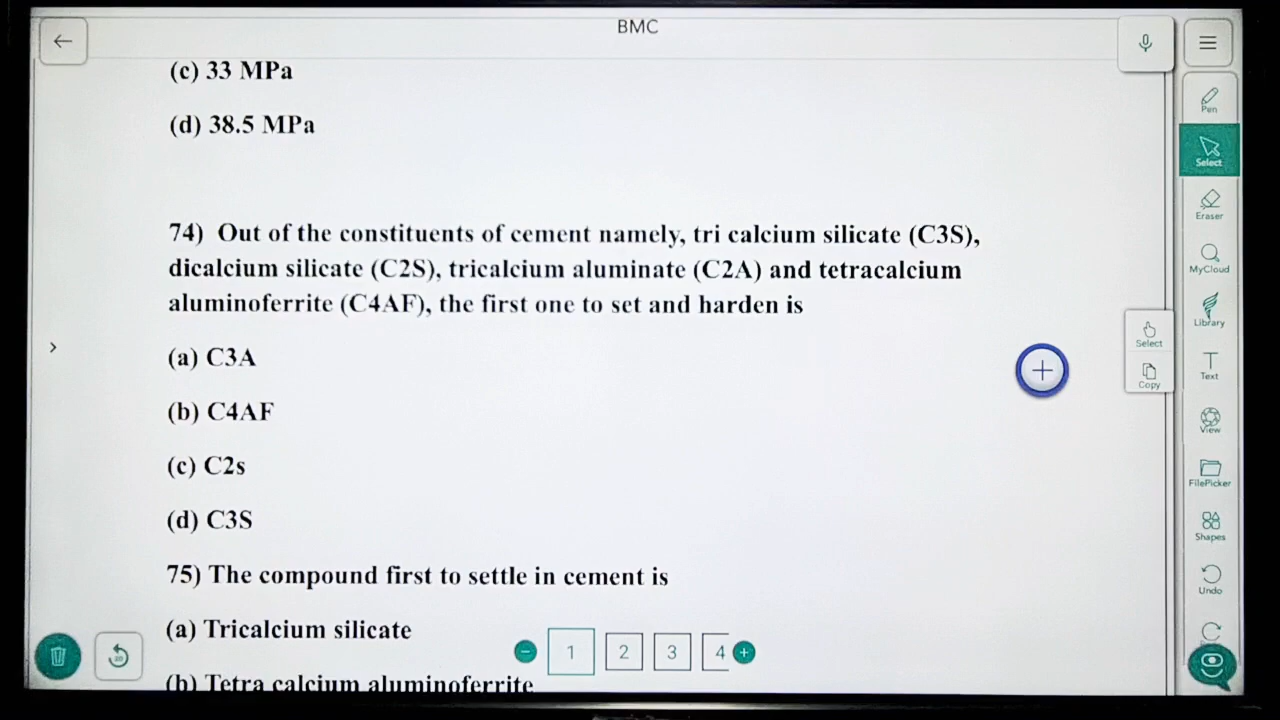 BMC
(c) 33 MPa
(d) 38.5 MPa
74) Out of the constituents of cement namely, tri calcium silicate (C3S),
dicalcium silicate (C2S), tricalcium aluminate (C2A) and tetracalcium
aluminoferrite (C4AF), the first one to set and harden is
(a) C3A
(b) C4AF
(c) C2s
(d) C3S
75) The compound first to settle in cement is
(a) Tricalcium silicate
(b) Tetra calcium aluminoferrite
1 2 3 4
Pen
Select
Eraser
MyCloud
Library
Text
View
FilePicker
Shapes
Undo
Select
Copy